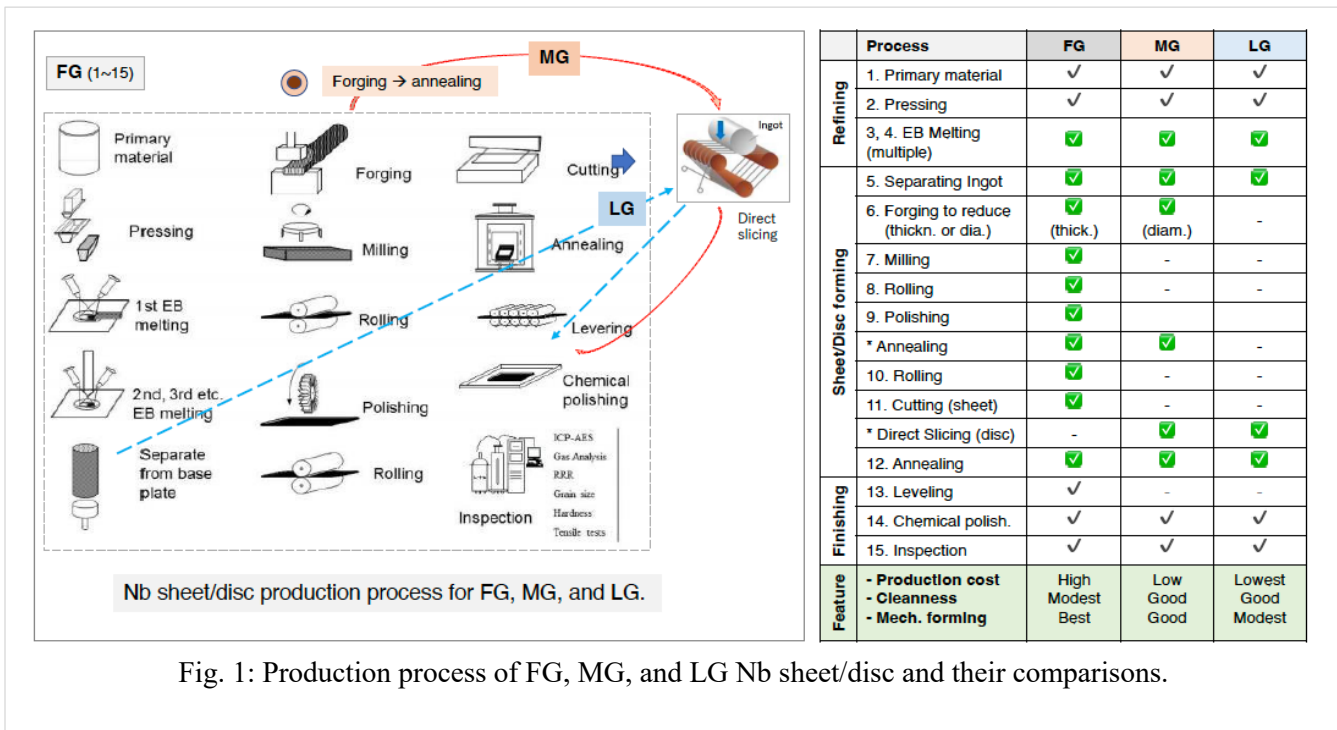 FG (1~15)
MG
Forging → annealing
Primary
material
Forging
Cutting
Ingot
LG
Direct
slicing
Pressing
Milling
Annealing
1st EB
melting
Rolling
Levering
2nd, 3rd etc.
EB melting
Polishing
Chemical
polishing
Separate
from base
plate
Rolling
Inspection
ICP-AES
Gas Analysis
RRR
Grain size
Hardness
Tensile tests
Nb sheet/disc production process for FG, MG, and LG.
Process FG MG LG
Refining
1. Primary material ✓ ✓ ✓
2. Pressing ✓ ✓ ✓
3, 4. EB Melting
(multiple) ✅ ✅ ✅
Sheet/Disc forming
5. Separating Ingot ✅ ✅ ✅
6. Forging to reduce ✅ ✅ -
(thickn. or dia.) (thick.) (diam.)
7. Milling ✅ - -
8. Rolling ✅ - -
9. Polishing ✅
* Annealing ✅ ✅ -
10. Rolling ✅ - -
11. Cutting (sheet) ✅ - -
* Direct Slicing (disc) - ✅ ✅
12. Annealing ✅ ✅ ✅
Finishing
13. Leveling ✓ - -
14. Chemical polish. ✓ ✓ ✓
15. Inspection ✓ ✓ ✓
Feature
- Production cost High Low Lowest
- Cleanness Modest Good Good
- Mech. forming Best Good Modest
Fig. 1: Production process of FG, MG, and LG Nb sheet/disc and their comparisons.